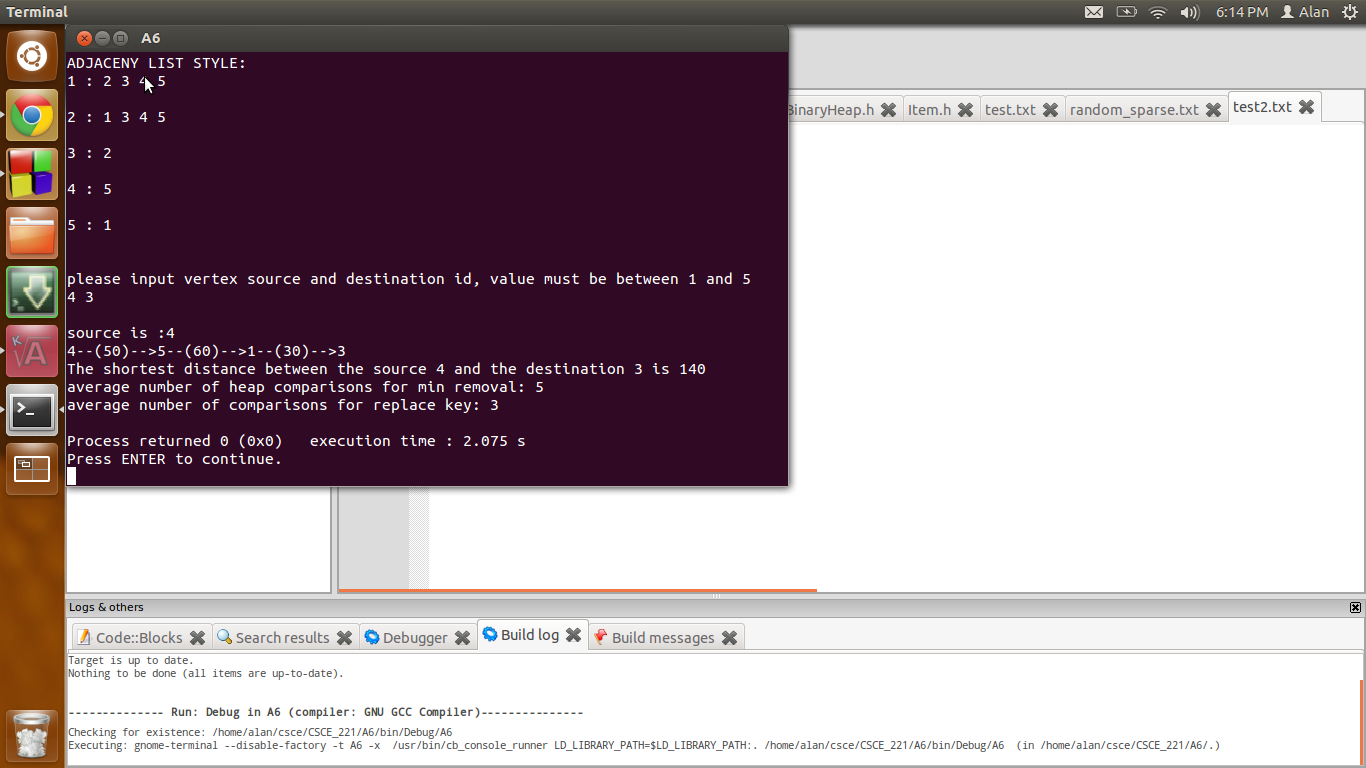 Terminal
6:14 PM
Alan
A6
ADJACENY LIST STYLE:
1 : 2 3 4 5
2 : 1 3 4 5
3 : 2
4 : 5
5 : 1
please input vertex source and destination id, value must be between 1 and 5
4 3
source is :4
4--(50)-->5--(60)-->1--(30)-->3
The shortest distance between the source 4 and the destination 3 is 140
average number of heap comparisons for min removal: 5
average number of comparisons for replace key: 3
Process returned 0 (0x0)   execution time : 2.075 s
Press ENTER to continue.
BinaryHeap.h
Item.h
test.txt
random_sparse.txt
test2.txt
Logs & others
Code::Blocks
Search results
Debugger
Build log
Build messages
Target is up to date.
Nothing to be done (all items are up-to-date).
-------------- Run: Debug in A6 (compiler: GNU GCC Compiler)---------------
Checking for existence: /home/alan/csce/CSCE_221/A6/bin/Debug/A6
Executing: gnome-terminal --disable-factory -t A6 -x  /usr/bin/cb_console_runner LD_LIBRARY_PATH=$LD_LIBRARY_PATH:. /home/alan/csce/CSCE_221/A6/bin/Debug/A6  (in /home/alan/csce/CSCE_221/A6/.)